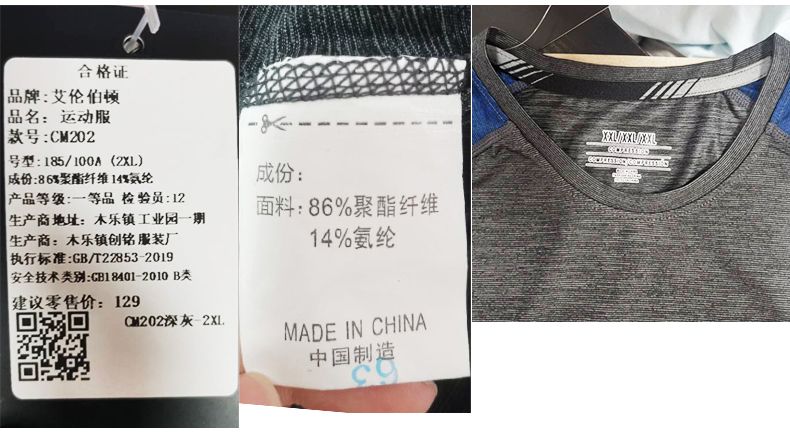 合格证
品牌:艾伦伯顿
品名:运动服
款号:CM202
号型:185/100A (2XL)
成份:86%聚酯纤维14%氨纶
产品等级:一等品 检验员:12
生产商地址:木乐镇工业园一期
生产商:木乐镇创铭服装厂
执行标准:GB/T22853-2019
安全技术类别:GB18401-2010 B类
建议零售价:129
CM202深灰-2XL
成份:
面料:86%聚酯纤维
14%氨纶
MADE IN CHINA
中国制造
63
XXL/XXL/XXL
COMPRESSION
COMPRESSION/COMPRESSION